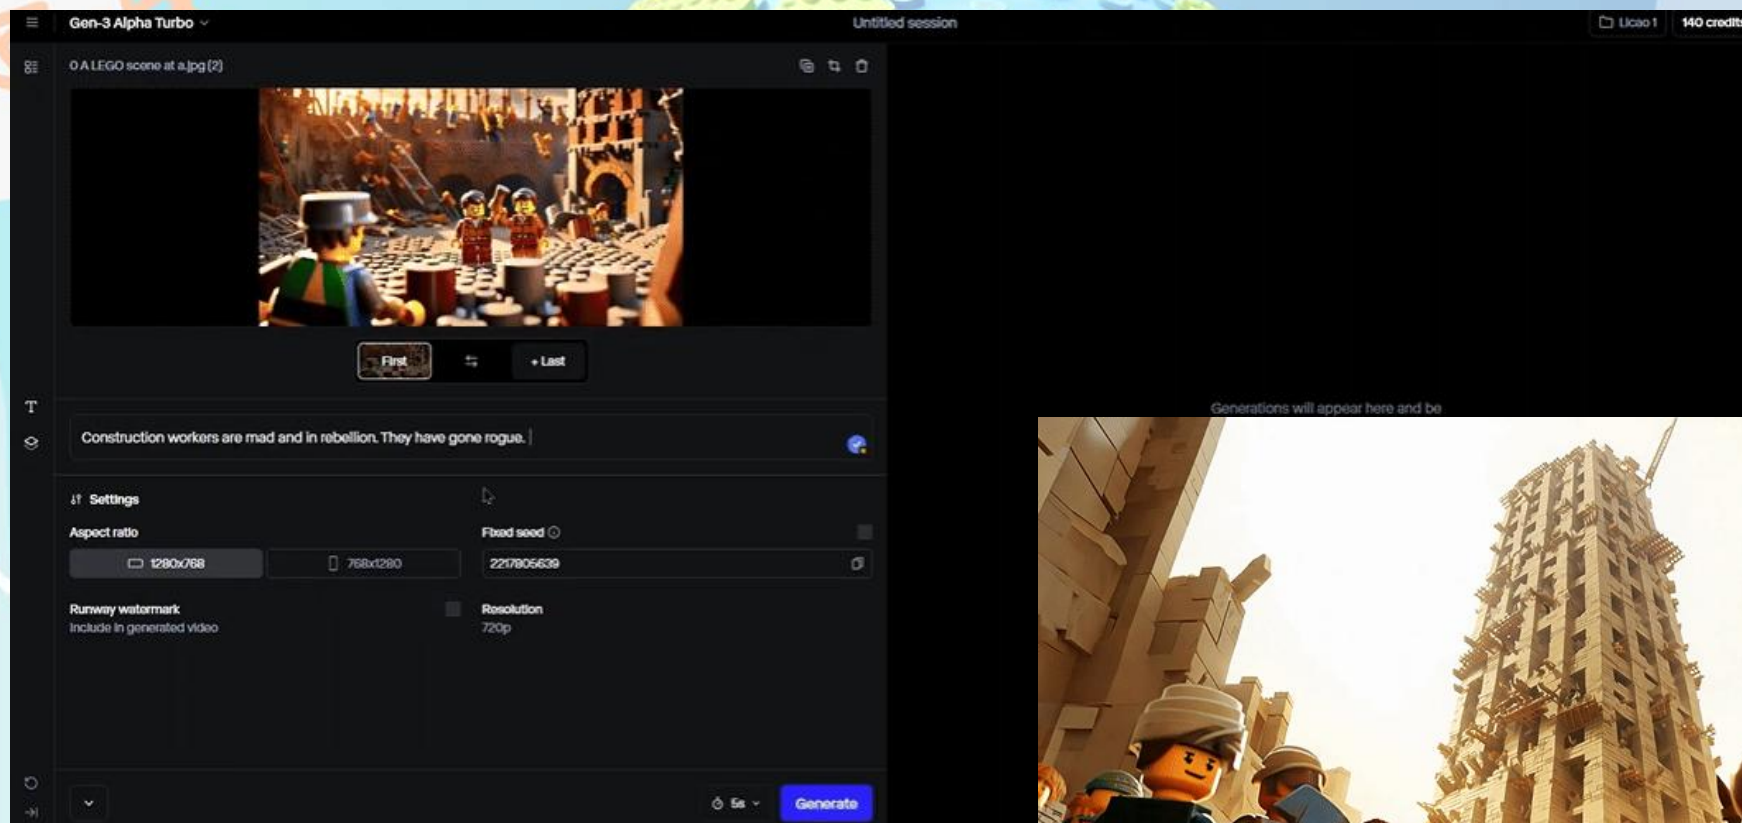 Gen-3 Alpha Turbo
Untitled session
Licao 1
140 credits
0 A LEGO scene at a.jpg (2)
First
+ Last
Construction workers are mad and in rebellion. They have gone rogue.
Settings
Aspect ratio
1280x768
768x1280
Fixed seed
2217805639
Runway watermark
Include in generated video
Resolution
720p
5s
Generate
Generations will appear here and be